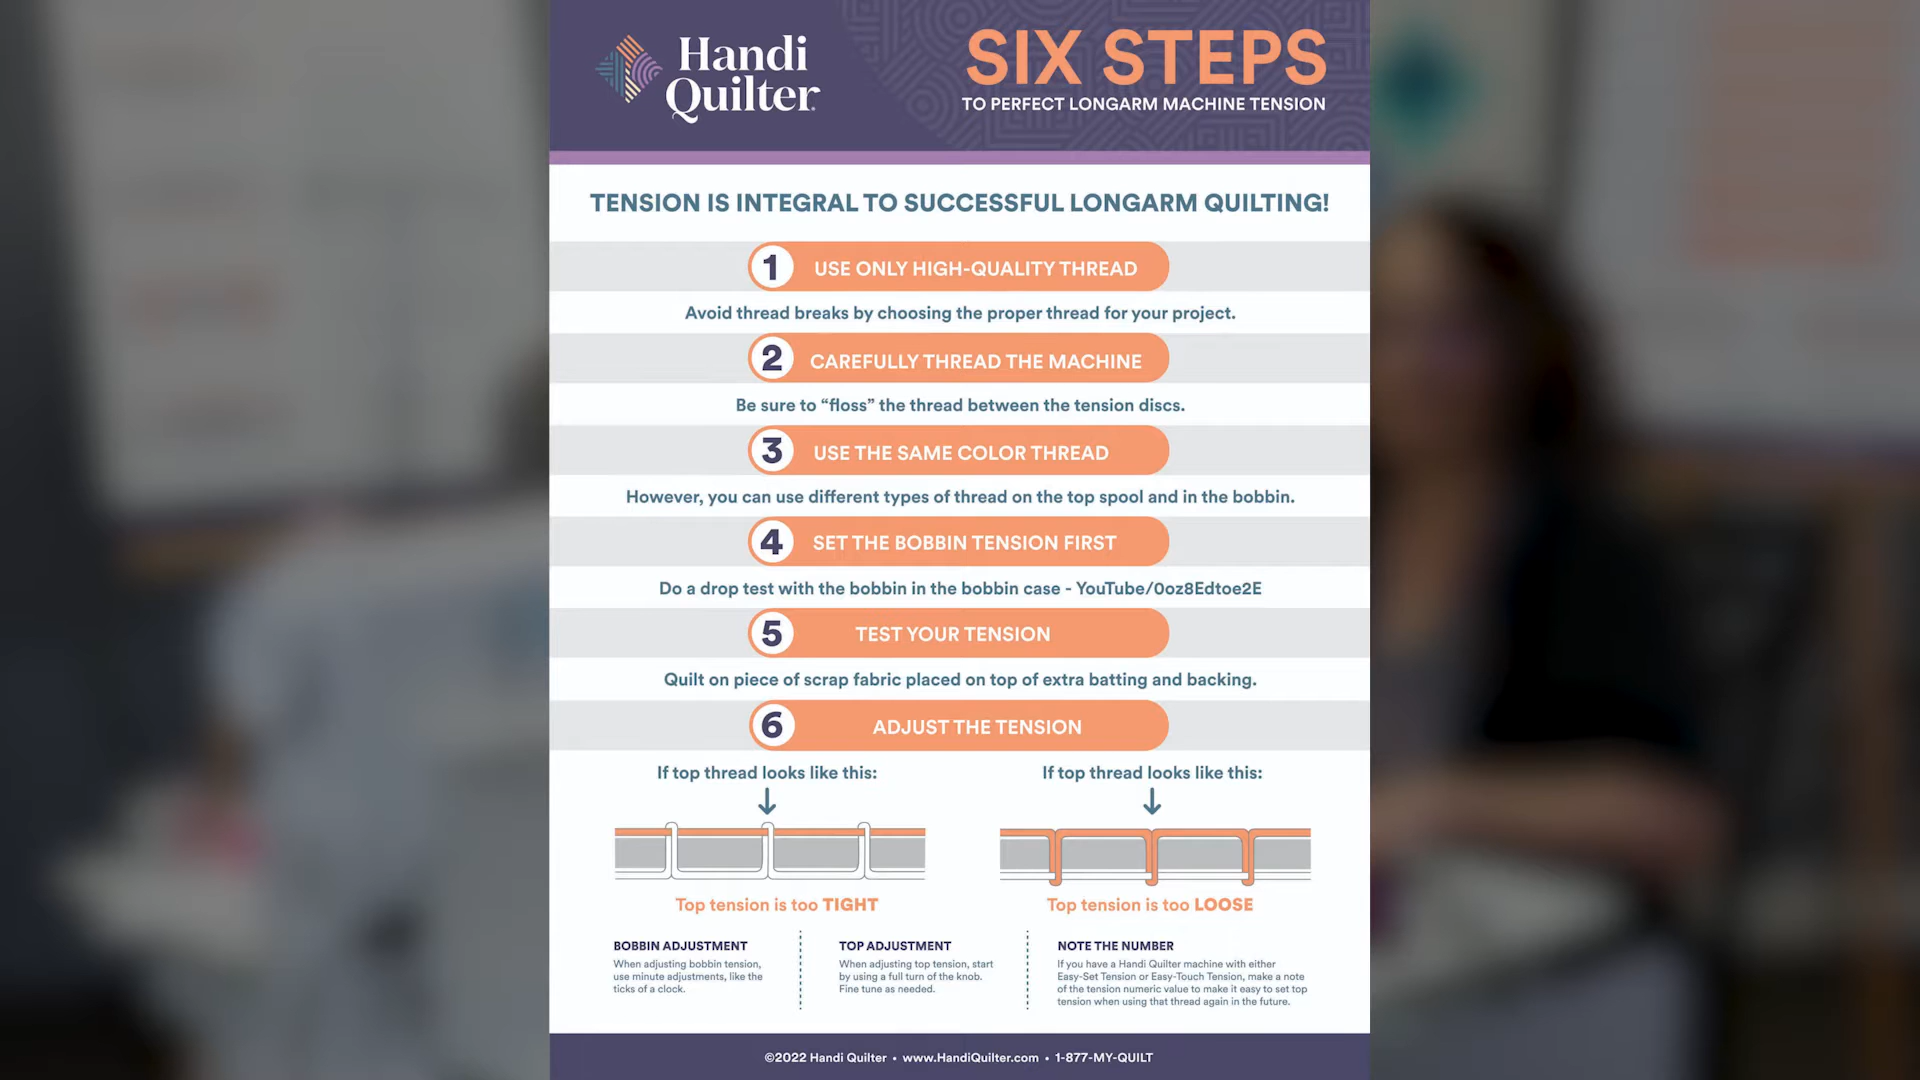 Handi
Quilter
SIX STEPS
TO PERFECT LONGARM MACHINE TENSION
TENSION IS INTEGRAL TO SUCCESSFUL LONGARM QUILTING!
1 USE ONLY HIGH-QUALITY THREAD
Avoid thread breaks by choosing the proper thread for your project.
2 CAREFULLY THREAD THE MACHINE
Be sure to “floss” the thread between the tension discs.
3 USE THE SAME COLOR THREAD
However, you can use different types of thread on the top spool and in the bobbin.
4 SET THE BOBBIN TENSION FIRST
Do a drop test with the bobbin in the bobbin case - YouTube/0oz8Edtoe2E
5 TEST YOUR TENSION
Quilt on piece of scrap fabric placed on top of extra batting and backing.
6 ADJUST THE TENSION
If top thread looks like this:
Top tension is too TIGHT
If top thread looks like this:
Top tension is too LOOSE
BOBBIN ADJUSTMENT
When adjusting bobbin tension,
use minute adjustments, like the
ticks of a clock.
TOP ADJUSTMENT
When adjusting top tension, start
by using a full turn of the knob.
Fine tune as needed.
NOTE THE NUMBER
If you have a Handi Quilter machine with either
Easy-Set Tension or Easy-Touch Tension, make a note
of the tension numeric value to make it easy to set top
tension when using that thread again in the future.
©2022 Handi Quilter • www.HandiQuilter.com • 1-877-MY-QUILT